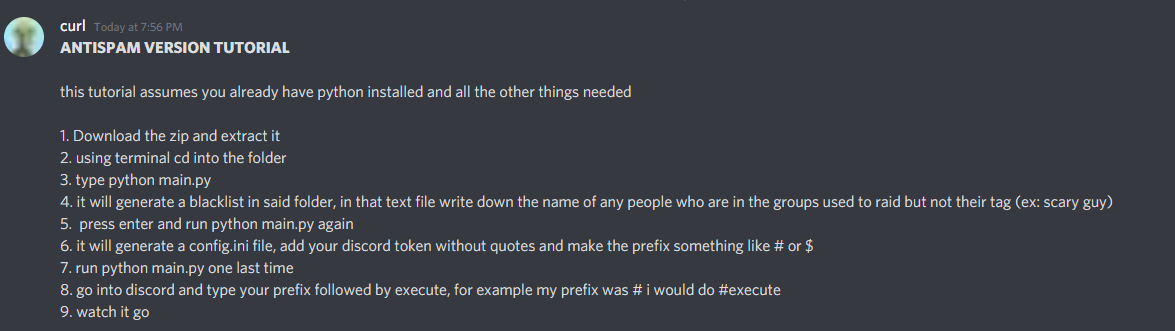 curl Today at 7:56 PM
ANTISPAM VERSION TUTORIAL
this tutorial assumes you already have python installed and all the other things needed
1. Download the zip and extract it
2. using terminal cd into the folder
3. type python main.py
4. it will generate a blacklist in said folder, in that text file write down the name of any people who are in the groups used to raid but not their tag (ex: scary guy)
5. press enter and run python main.py again
6. it will generate a config.ini file, add your discord token without quotes and make the prefix something like # or $
7. run python main.py one last time
8. go into discord and type your prefix followed by execute, for example my prefix was # i would do #execute
9. watch it go